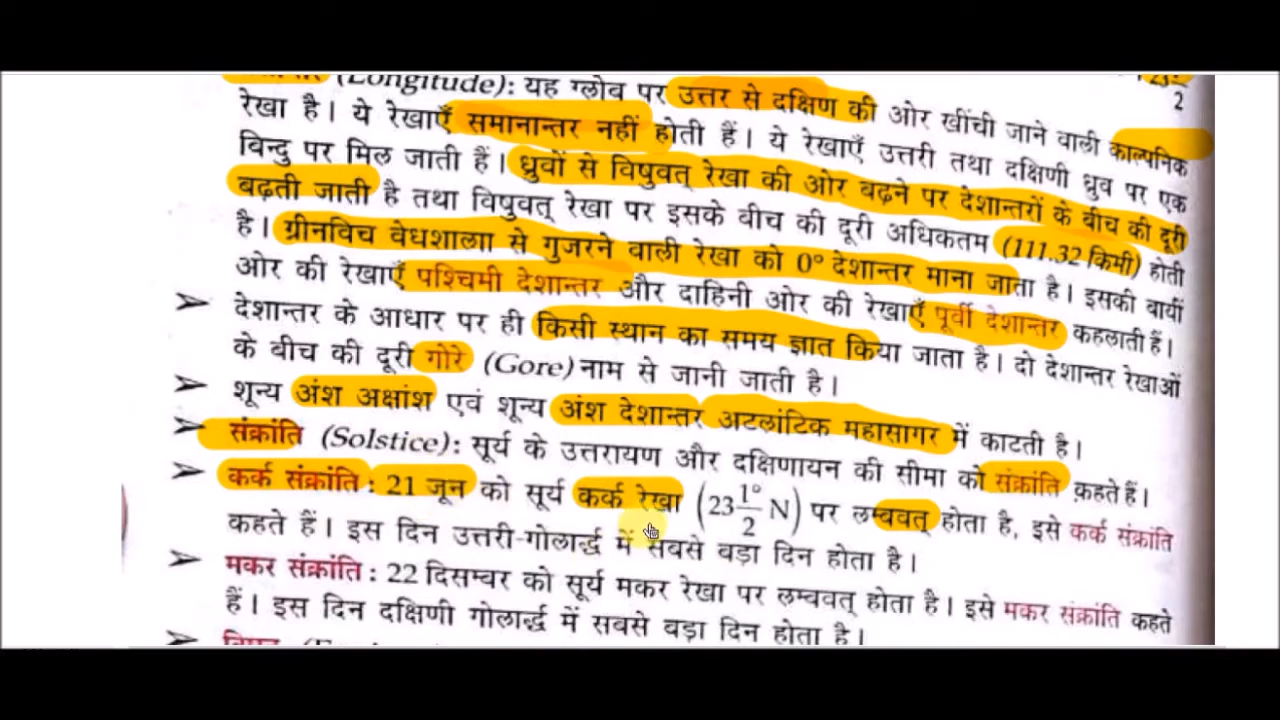 (Longitude): यह ग्लोव पर उत्तर से दक्षिण की ओर खींची जाने वाली काल्पनिक
2
रेखा है। ये रेखाएँ समानान्तर नहीं होती हैं। ये रेखाएँ उत्तरी तथा दक्षिणी ध्रुव पर एक
विन्दु पर मिल जाती हैं। ध्रुवों से विषुवत् रेखा की ओर बढ़ने पर देशान्तरों के बीच की दूरी
बढ़ती जाती है तथा विषुवत् रेखा पर इसके बीच की दूरी अधिकतम (111.32 किमी) होती
है। ग्रीनविच वेधशाला से गुजरने वाली रेखा को 0° देशान्तर माना जाता है। इसकी बायीं
ओर की रेखाएँ पश्चिमी देशान्तर और दाहिनी ओर की रेखाएँ पूर्वी देशान्तर कहलाती हैं।
➢ देशान्तर के आधार पर ही किसी स्थान का समय ज्ञात किया जाता है। दो देशान्तर रेखाओं
के बीच की दूरी गोरे (Gore) नाम से जानी जाती है।
➢ शून्य अंश अक्षांश एवं शून्य अंश देशान्तर अटलांटिक महासागर में काटती है।
➢ संक्रांति (Solstice): सूर्य के उत्तरायण और दक्षिणायन की सीमा को संक्रांति कहते हैं।
➢ कर्क संक्रांति : 21 जून को सूर्य कर्क रेखा (23 1°/2 N) पर लम्ववत् होता है, इसे कर्क संक्रांति
कहते हैं। इस दिन उत्तरी-गोलार्द्ध में सबसे बड़ा दिन होता है।
➢ मकर संक्रांति : 22 दिसम्बर को सूर्य मकर रेखा पर लम्ववत् होता है। इसे मकर संक्रांति कहते
हैं। इस दिन दक्षिणी गोलार्द्ध में सबसे वड़ा दिन होता है।